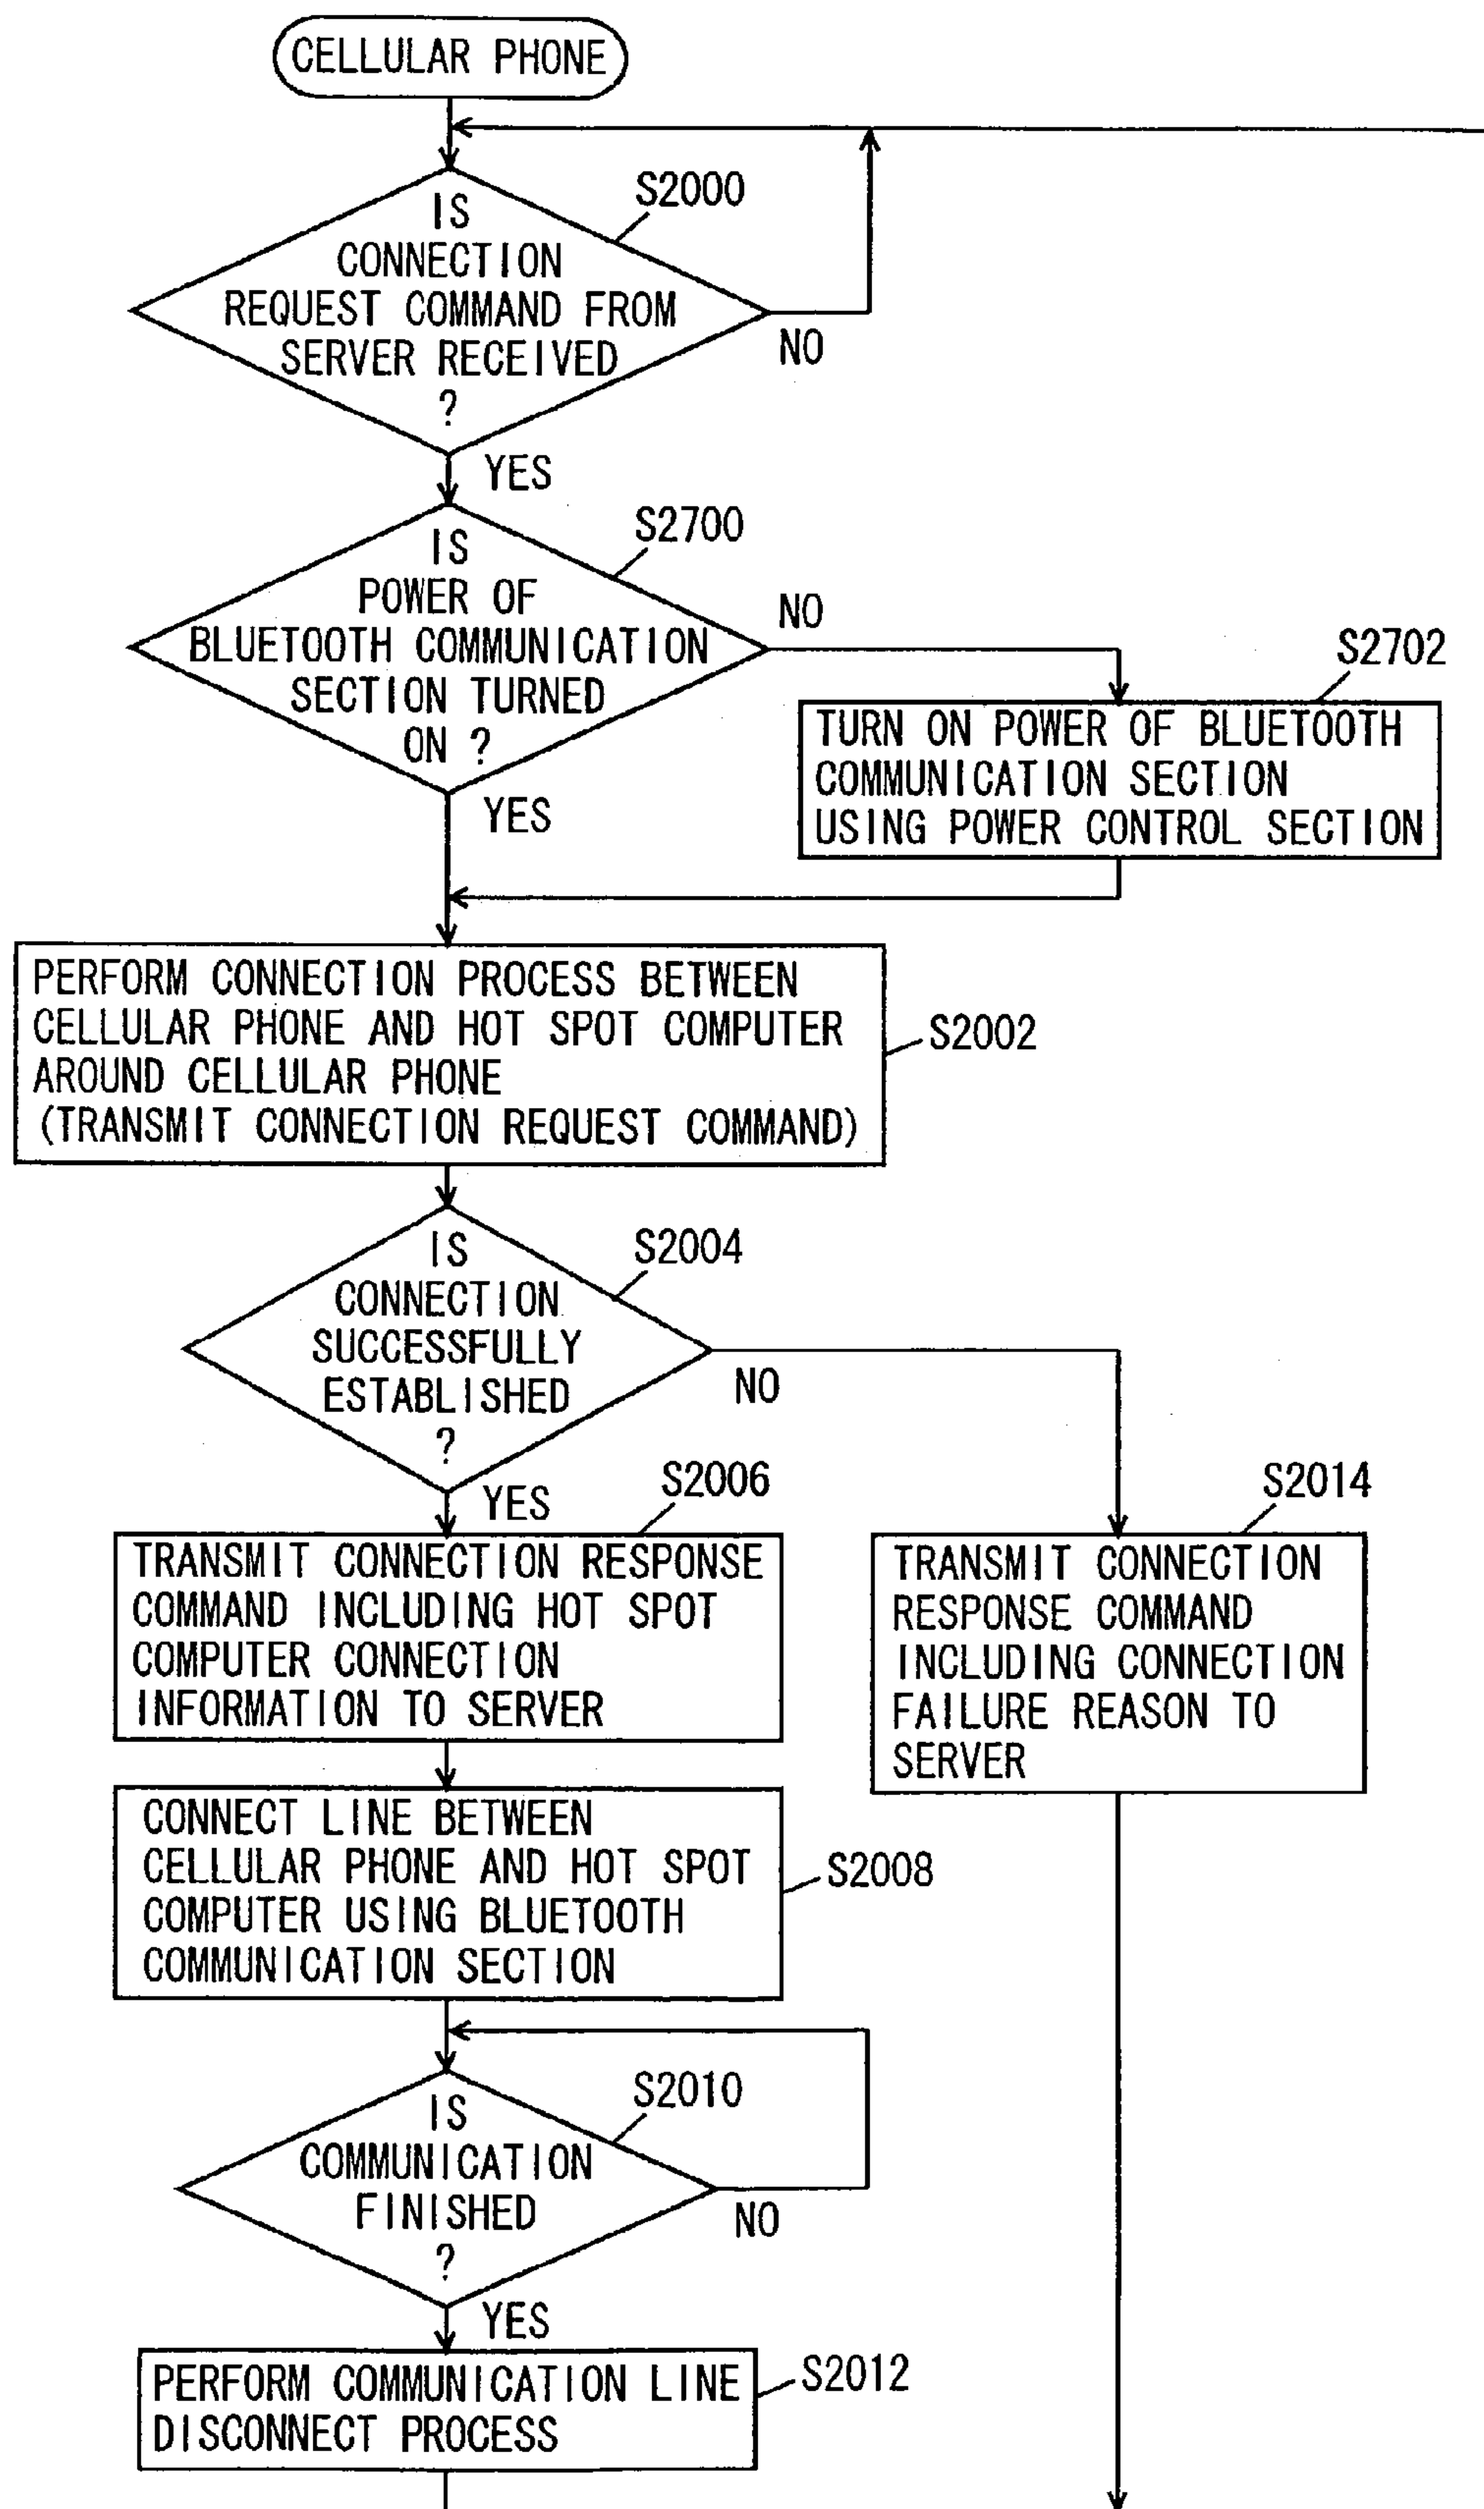 CELLULAR PHONE
S2000
IS
CONNECTION
REQUEST COMMAND FROM
SERVER RECEIVED
?
NO
YES
S2700
IS
POWER OF
BLUETOOTH COMMUNICATION
SECTION TURNED
ON ?
NO
YES
S2702
TURN ON POWER OF BLUETOOTH
COMMUNICATION SECTION
USING POWER CONTROL SECTION
PERFORM CONNECTION PROCESS BETWEEN
CELLULAR PHONE AND HOT SPOT COMPUTER
AROUND CELLULAR PHONE
(TRANSMIT CONNECTION REQUEST COMMAND)
S2002
S2004
IS
CONNECTION
SUCCESSFULLY
ESTABLISHED
?
NO
YES
S2006
TRANSMIT CONNECTION RESPONSE
COMMAND INCLUDING HOT SPOT
COMPUTER CONNECTION
INFORMATION TO SERVER
S2014
TRANSMIT CONNECTION
RESPONSE COMMAND
INCLUDING CONNECTION
FAILURE REASON TO
SERVER
CONNECT LINE BETWEEN
CELLULAR PHONE AND HOT SPOT
COMPUTER USING BLUETOOTH
COMMUNICATION SECTION
S2008
S2010
IS
COMMUNICATION
FINISHED
?
NO
YES
PERFORM COMMUNICATION LINE
DISCONNECT PROCESS
S2012